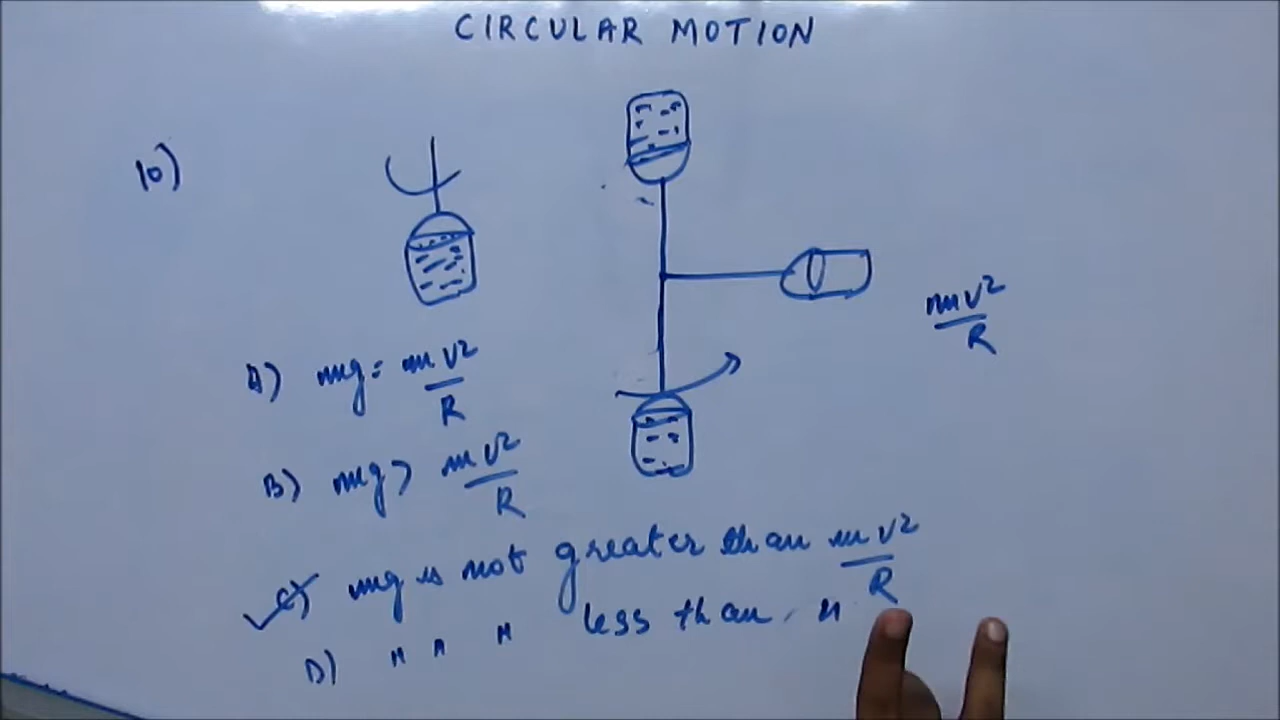 CIRCULAR MOTION
10)
mv²/R
A) mg = mv²/R
B) mg > mv²/R
C) mg is not greater than mv²/R
D) " " " less than "